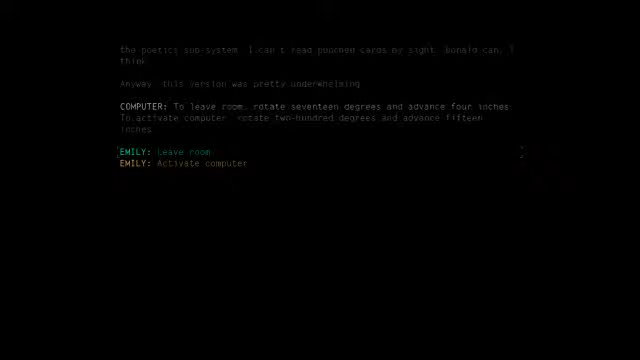 the poetics sub-system. I can't read punched cards by sight. Donald can, I
think.
Anyway, this version was pretty underwhelming.
COMPUTER: To leave room, rotate seventeen degrees and advance four inches.
To activate computer, rotate two-hundred degrees and advance fifteen
inches.
EMILY: Leave room
EMILY: Activate computer